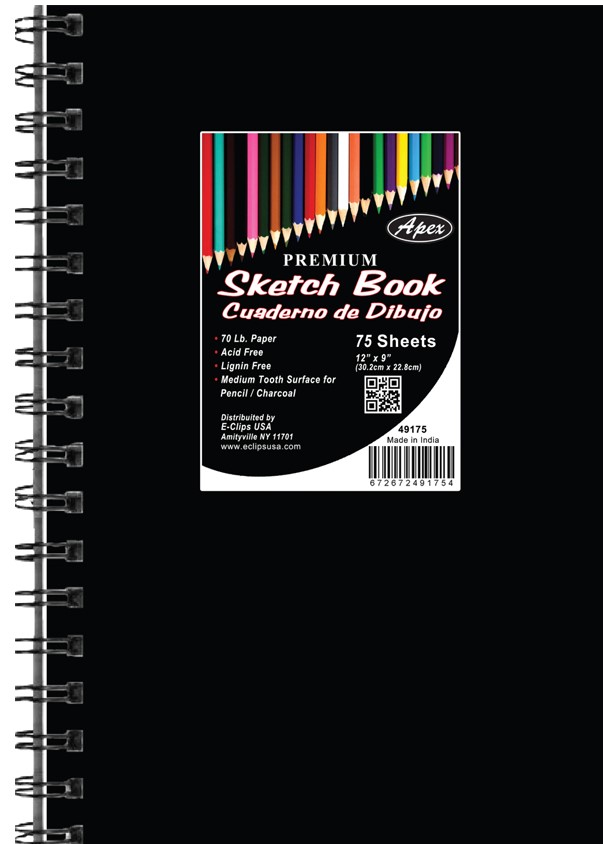 Apex
PREMIUM
Sketch Book
Cuaderno de Dibujo
• 70 Lb. Paper
• Acid Free
• Lignin Free
• Medium Tooth Surface for
Pencil / Charcoal
75 Sheets
12” x 9”
(30.2cm x 22.8cm)
Distributed by
E-Clips USA
Amityville NY 11701
www.eclipsusa.com
49175
Made in India
672672491754